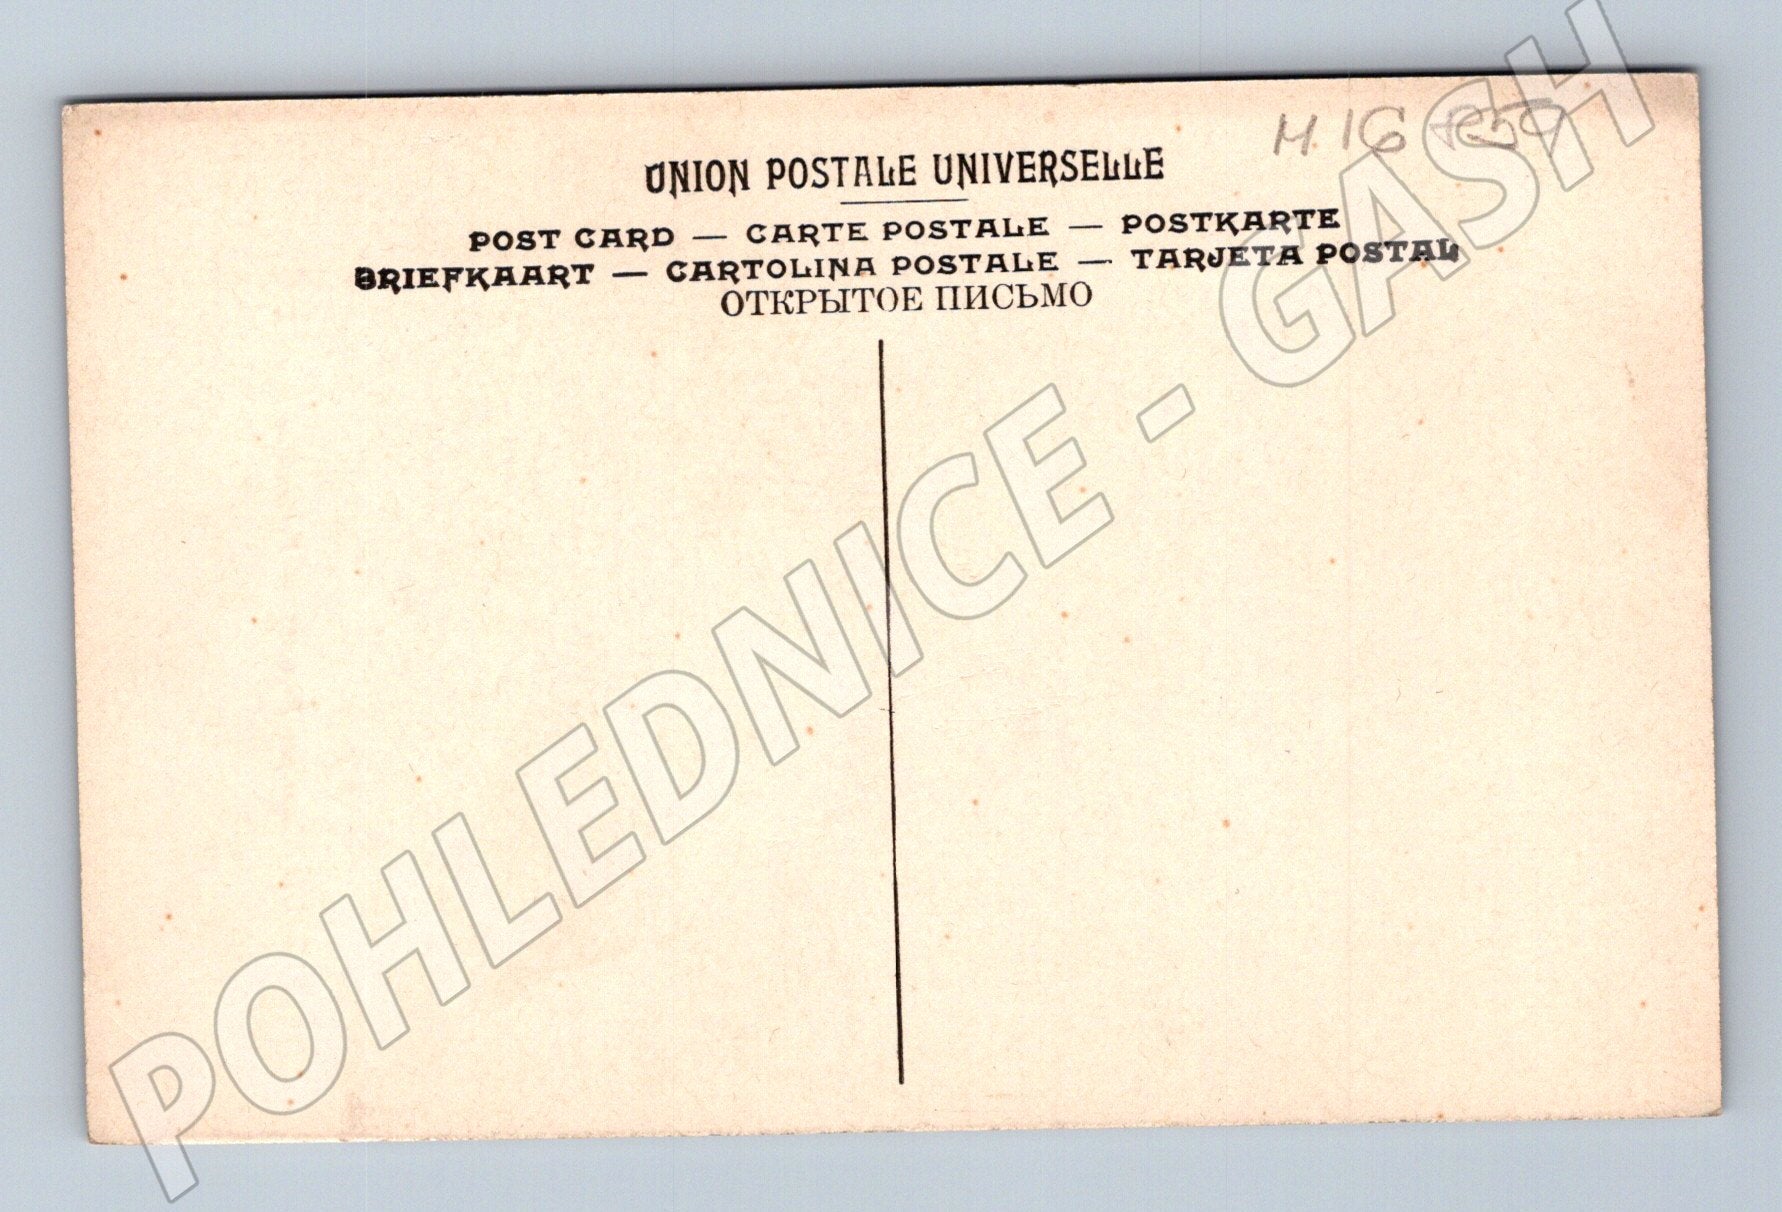 UNION POSTALE UNIVERSELLE
POST CARD — CARTE POSTALE — POSTKARTE
BRIEFKAART — CARTOLINA POSTALE — TARJETA POSTAL
ОТКРЫТОЕ ПИСЬМО
POHLEDNICE - GASH